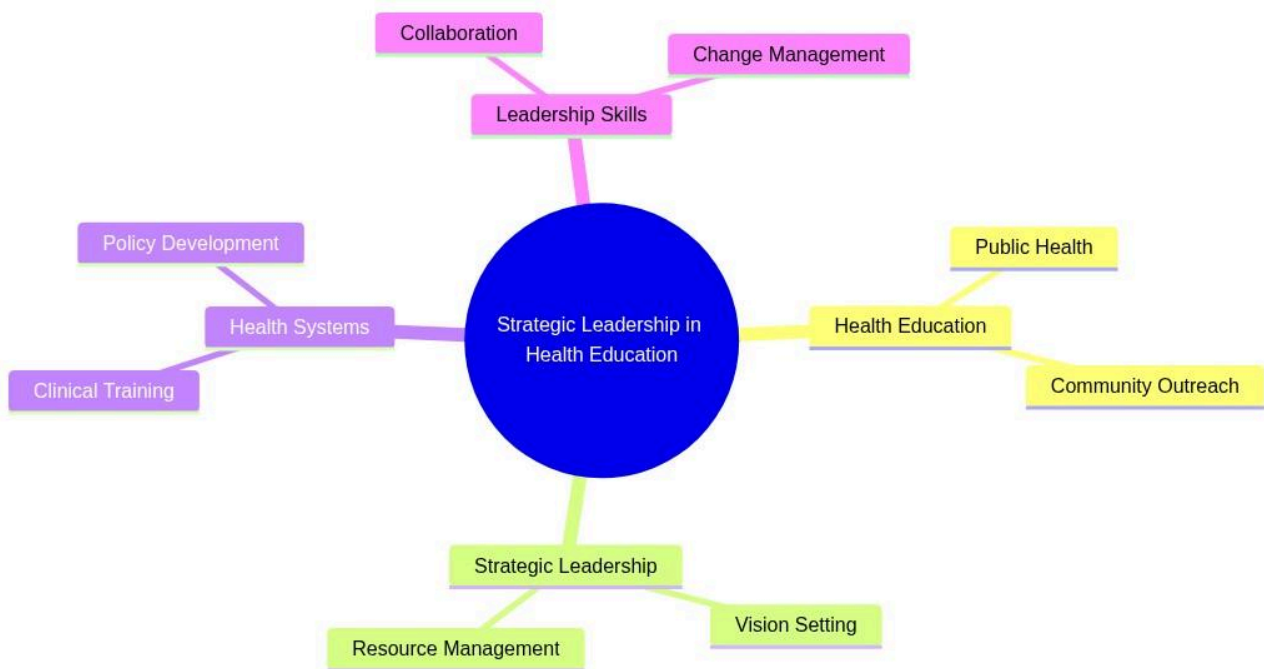 Collaboration
Change Management
Leadership Skills
Policy Development
Public Health
Health Systems
Strategic Leadership in
Health Education
Health Education
Clinical Training
Community Outreach
Strategic Leadership
Vision Setting
Resource Management